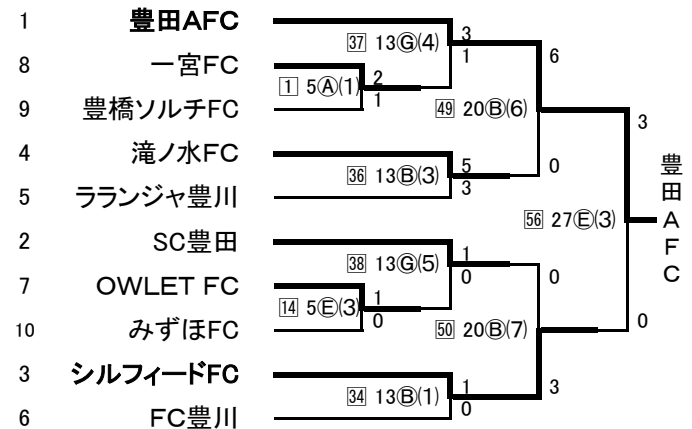 1 豊田AFC
3
37 13Ⓖ(4)
1
6
8 一宮FC
2
1 5Ⓐ(1)
1
9 豊橋ソルチFC
49 20Ⓑ(6)
3
4 滝ノ水FC
5
36 13Ⓑ(3)
3
0
5 ラランジャ豊川
56 27Ⓔ(3)
豊田AFC
2 SC豊田
1
38 13Ⓖ(5)
0
0
7 OWLET FC
1
14 5Ⓔ(3)
0
10 みずほFC
50 20Ⓑ(7)
0
3 シルフィードFC
1
34 13Ⓑ(1)
0
3
6 FC豊川